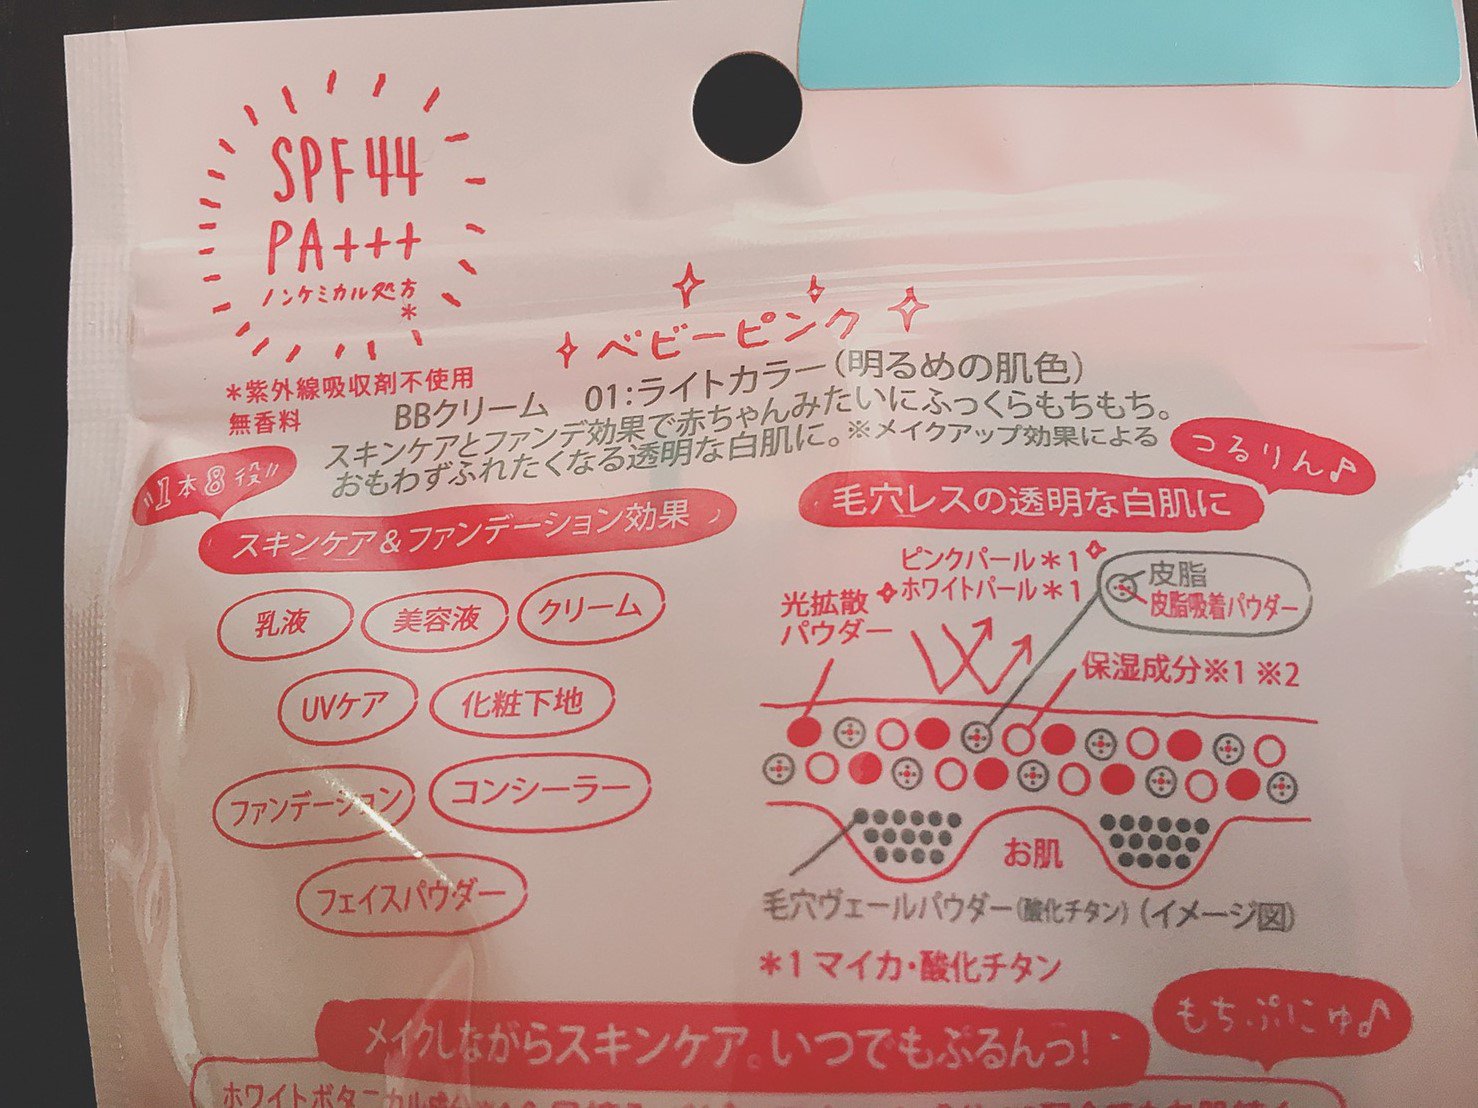 SPF44
PA+++
ノンケミカル処方
*
*紫外線吸収剤不使用
無香料
ベビーピンク
BBクリーム 01:ライトカラー(明るめの肌色)
スキンケアとファンデ効果で赤ちゃんみたいにふっくらもちもち。
おもわずふれたくなる透明な白肌に。※メイクアップ効果による
"1本8役"
スキンケア&ファンデーション効果
乳液
美容液
クリーム
UVケア
化粧下地
ファンデーション
コンシーラー
フェイスパウダー
つるりん♪
毛穴レスの透明な白肌に
ピンクパール*1
ホワイトパール*1
光拡散
パウダー
皮脂
皮脂吸着パウダー
保湿成分※1 ※2
お肌
毛穴ヴェールパウダー(酸化チタン)(イメージ図)
*1 マイカ・酸化チタン
もちぷにゅ♪
メイクしながらスキンケア。いつでもぷるんっ!
ホワイトボタニカル成分